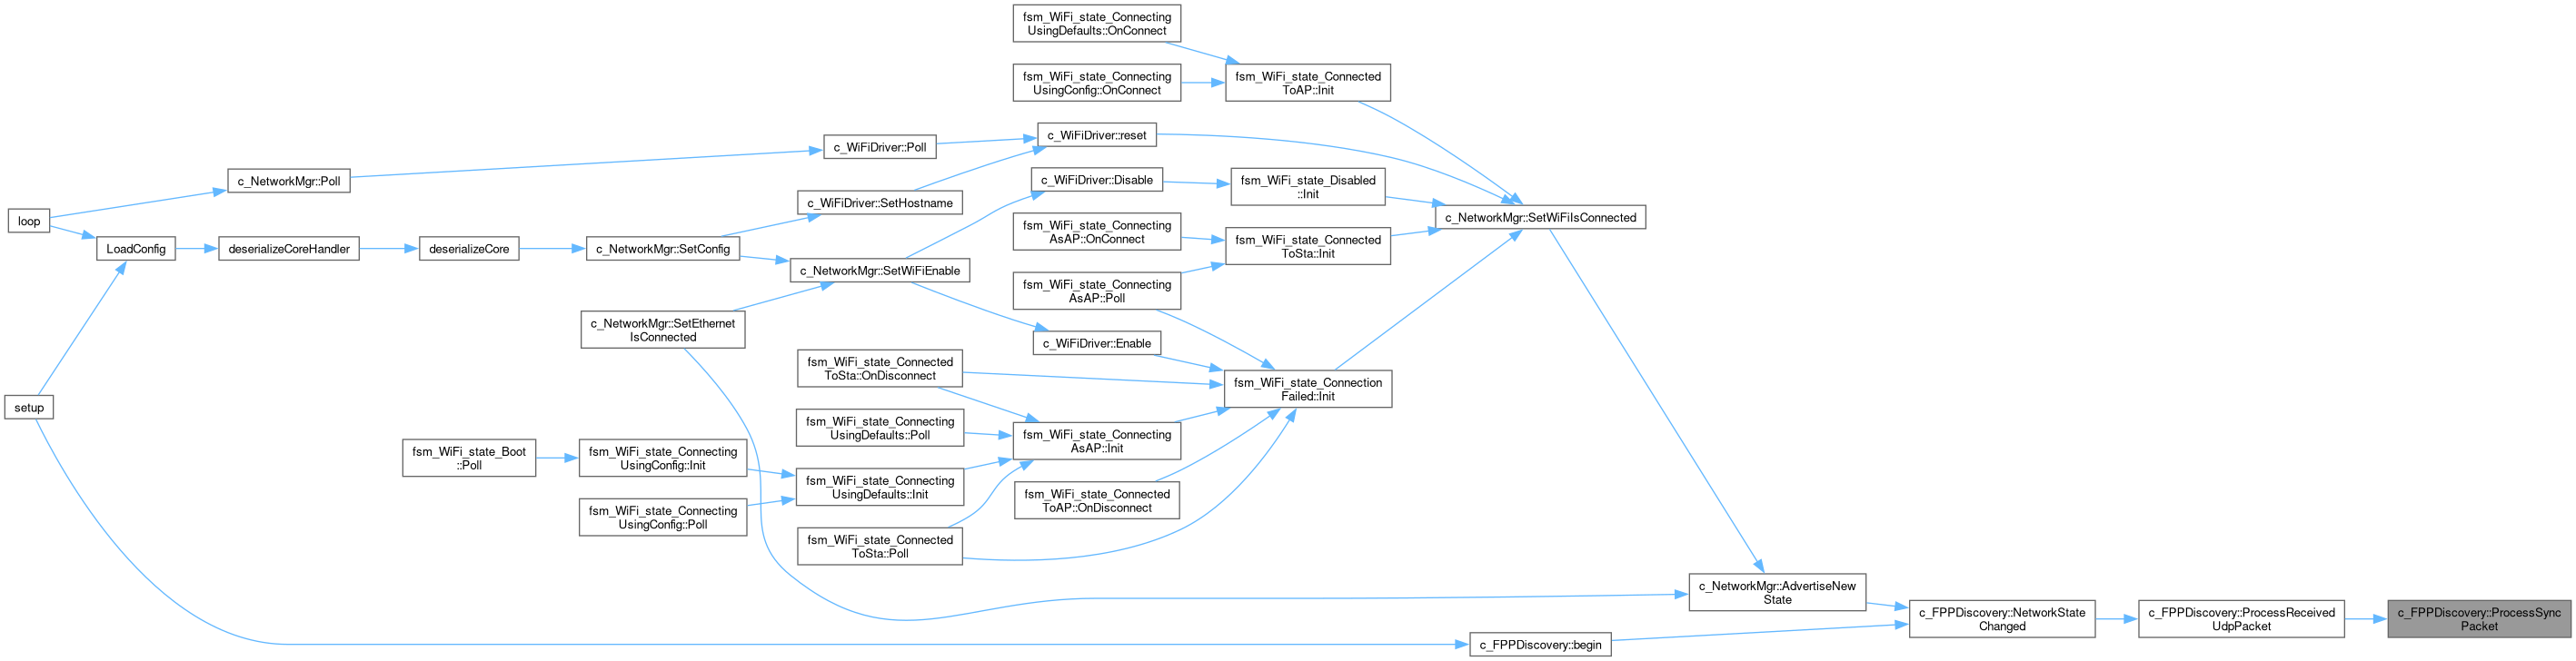 fsm_WiFi_state_Connecting
UsingDefaults::OnConnect
fsm_WiFi_state_Connecting
UsingConfig::OnConnect
fsm_WiFi_state_Connected
ToAP::Init
c_WiFiDriver::reset
c_WiFiDriver::Poll
c_NetworkMgr::Poll
c_WiFiDriver::Disable
fsm_WiFi_state_Disabled
::Init
c_WiFiDriver::SetHostname
loop
c_NetworkMgr::SetWiFiIsConnected
fsm_WiFi_state_Connecting
AsAP::OnConnect
fsm_WiFi_state_Connected
ToSta::Init
LoadConfig
deserializeCoreHandler
deserializeCore
c_NetworkMgr::SetConfig
c_NetworkMgr::SetWiFiEnable
fsm_WiFi_state_Connecting
AsAP::Poll
c_NetworkMgr::SetEthernet
IsConnected
c_WiFiDriver::Enable
fsm_WiFi_state_Connected
ToSta::OnDisconnect
fsm_WiFi_state_Connection
Failed::Init
setup
fsm_WiFi_state_Connecting
UsingDefaults::Poll
fsm_WiFi_state_Connecting
AsAP::Init
fsm_WiFi_state_Boot
::Poll
fsm_WiFi_state_Connecting
UsingConfig::Init
fsm_WiFi_state_Connecting
UsingDefaults::Init
fsm_WiFi_state_Connected
ToAP::OnDisconnect
fsm_WiFi_state_Connecting
UsingConfig::Poll
fsm_WiFi_state_Connected
ToSta::Poll
c_NetworkMgr::AdvertiseNew
State
c_FPPDiscovery::NetworkState
Changed
c_FPPDiscovery::ProcessReceived
UdpPacket
c_FPPDiscovery::ProcessSync
Packet
c_FPPDiscovery::begin